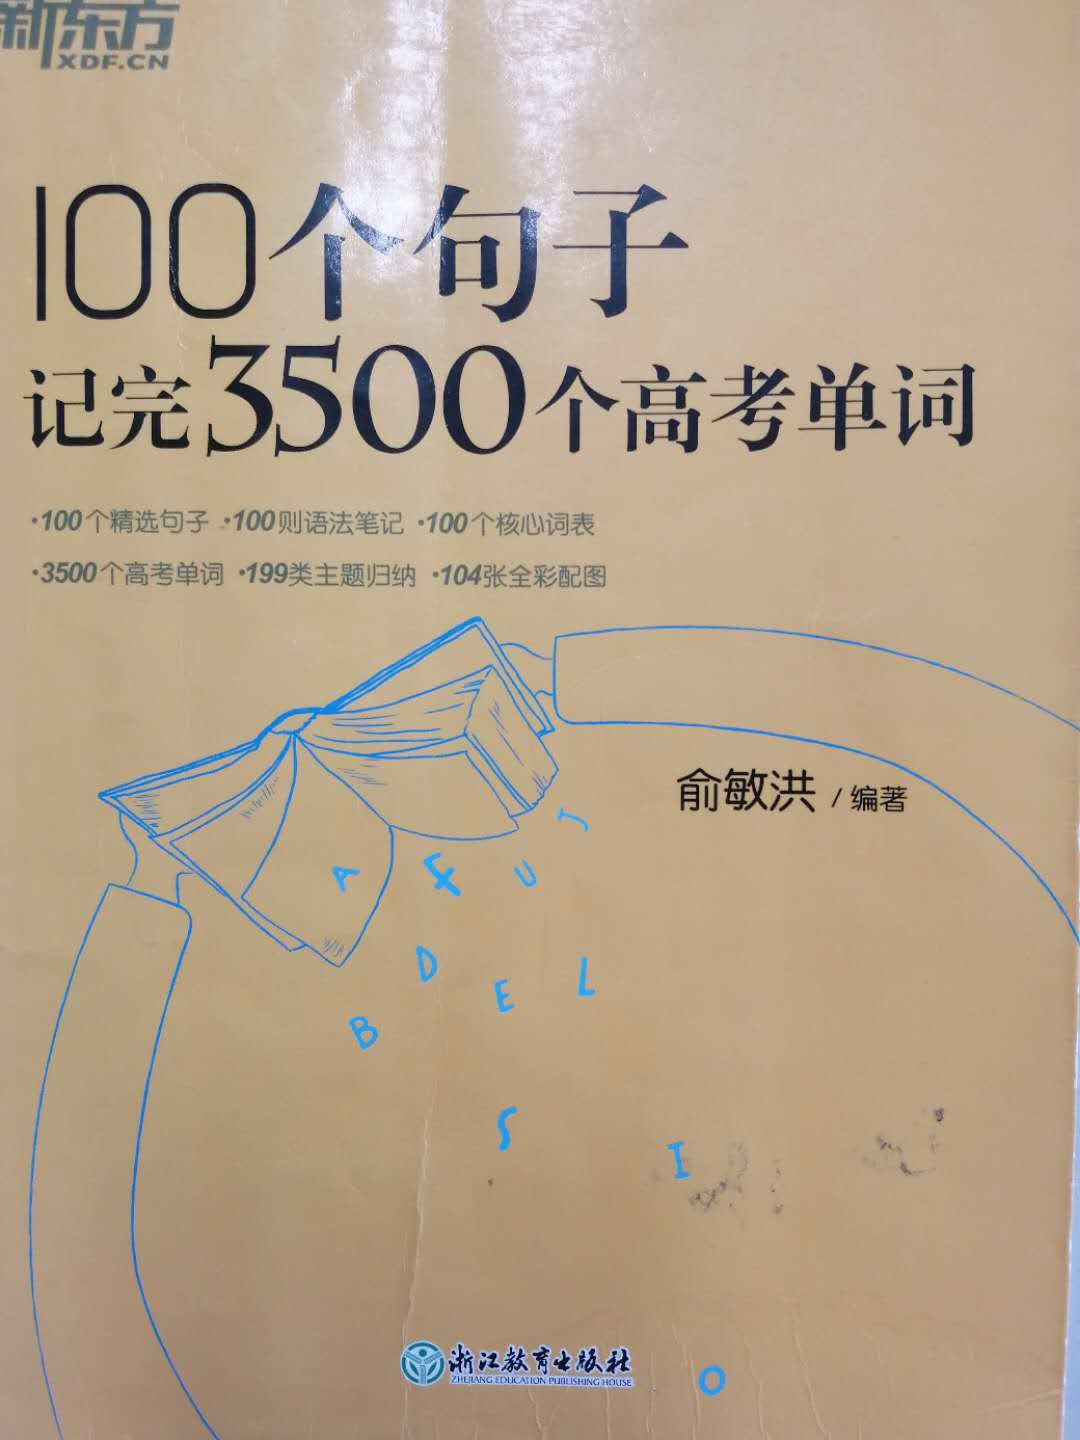 新东方
XDF.CN
100个句子
记完3500个高考单词
·100个精选句子 ·100则语法笔记 ·100个核心词表
·3500个高考单词 ·199类主题归纳 ·104张全彩配图
俞敏洪 / 编著
J
A U
D
E L
B
S
I
浙江教育出版社
ZHEJIANG EDUCATION PUBLISHING HOUSE
O